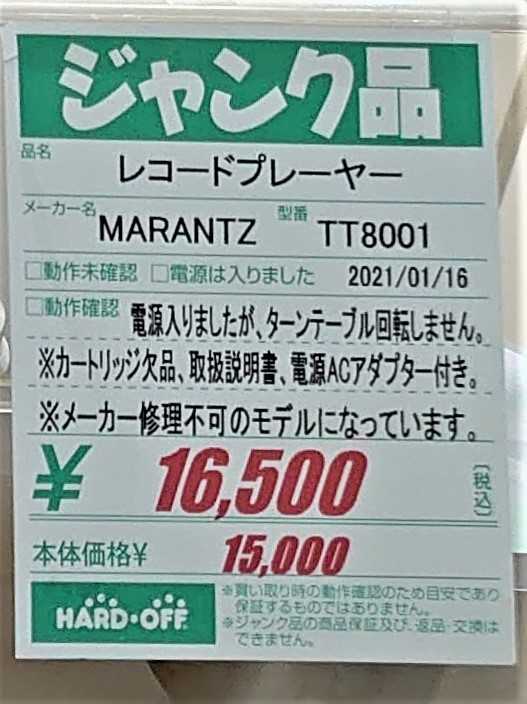 ジャンク品
品名
レコードプレーヤー
メーカー名 MARANTZ 型番 TT8001
□動作未確認 □電源は入りました 2021/01/16
□動作確認 電源入りましたが、ターンテーブル回転しません。
※カートリッジ欠品、取扱説明書、電源ACアダプター付き。
※メーカー修理不可のモデルになっています。
¥ 16,500 〔税込〕
本体価格¥ 15,000
HARD・OFF
※買い取り時の動作確認のため目安であり
保証するものではありません。
※ジャンク品の商品保証及び、返品・交換は
できません。